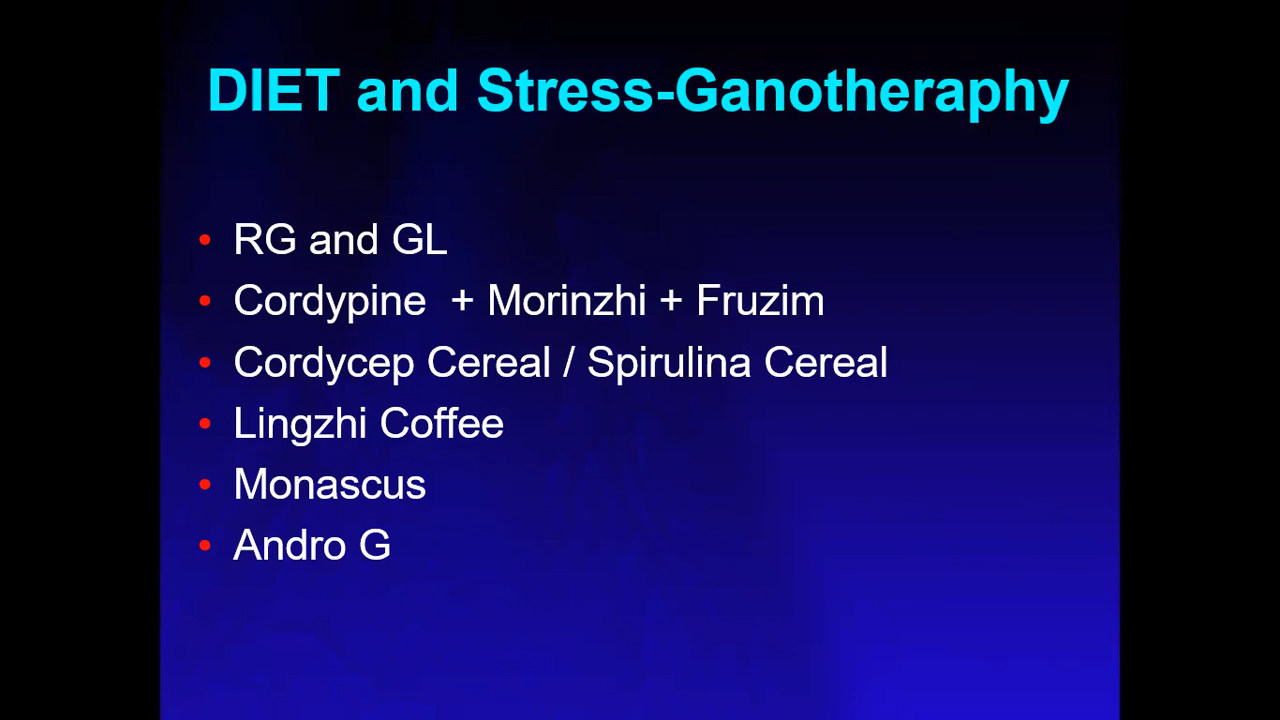 DIET and Stress-Ganotheraphy
• RG and GL
• Cordypine + Morinzhi + Fruzim
• Cordycep Cereal / Spirulina Cereal
• Lingzhi Coffee
• Monascus
• Andro G